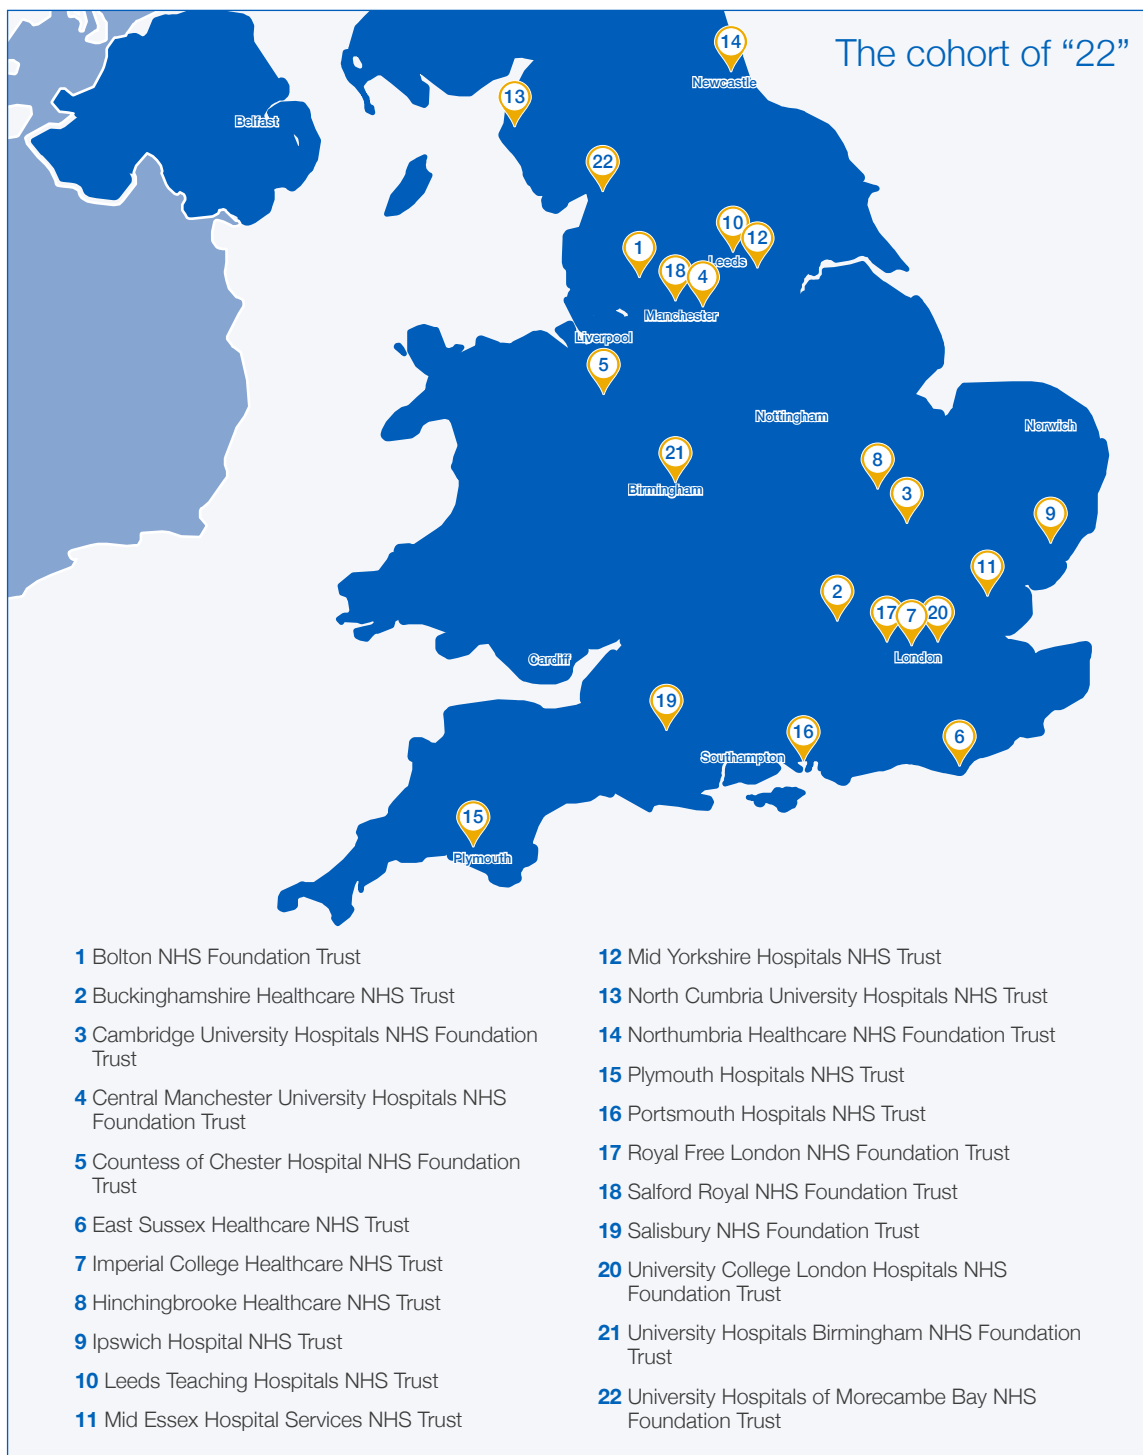 The cohort of “22”
14
Newcastle
13
Belfast
22
10
12
Leeds
1
18
4
Manchester
Liverpool
5
Nottingham
Norwich
21
Birmingham
8
3
9
11
2
17
7
20
London
Cardiff
19
16
Southampton
6
15
Plymouth
1 Bolton NHS Foundation Trust
2 Buckinghamshire Healthcare NHS Trust
3 Cambridge University Hospitals NHS Foundation
Trust
4 Central Manchester University Hospitals NHS
Foundation Trust
5 Countess of Chester Hospital NHS Foundation
Trust
6 East Sussex Healthcare NHS Trust
7 Imperial College Healthcare NHS Trust
8 Hinchingbrooke Healthcare NHS Trust
9 Ipswich Hospital NHS Trust
10 Leeds Teaching Hospitals NHS Trust
11 Mid Essex Hospital Services NHS Trust
12 Mid Yorkshire Hospitals NHS Trust
13 North Cumbria University Hospitals NHS Trust
14 Northumbria Healthcare NHS Foundation Trust
15 Plymouth Hospitals NHS Trust
16 Portsmouth Hospitals NHS Trust
17 Royal Free London NHS Foundation Trust
18 Salford Royal NHS Foundation Trust
19 Salisbury NHS Foundation Trust
20 University College London Hospitals NHS
Foundation Trust
21 University Hospitals Birmingham NHS Foundation
Trust
22 University Hospitals of Morecambe Bay NHS
Foundation Trust